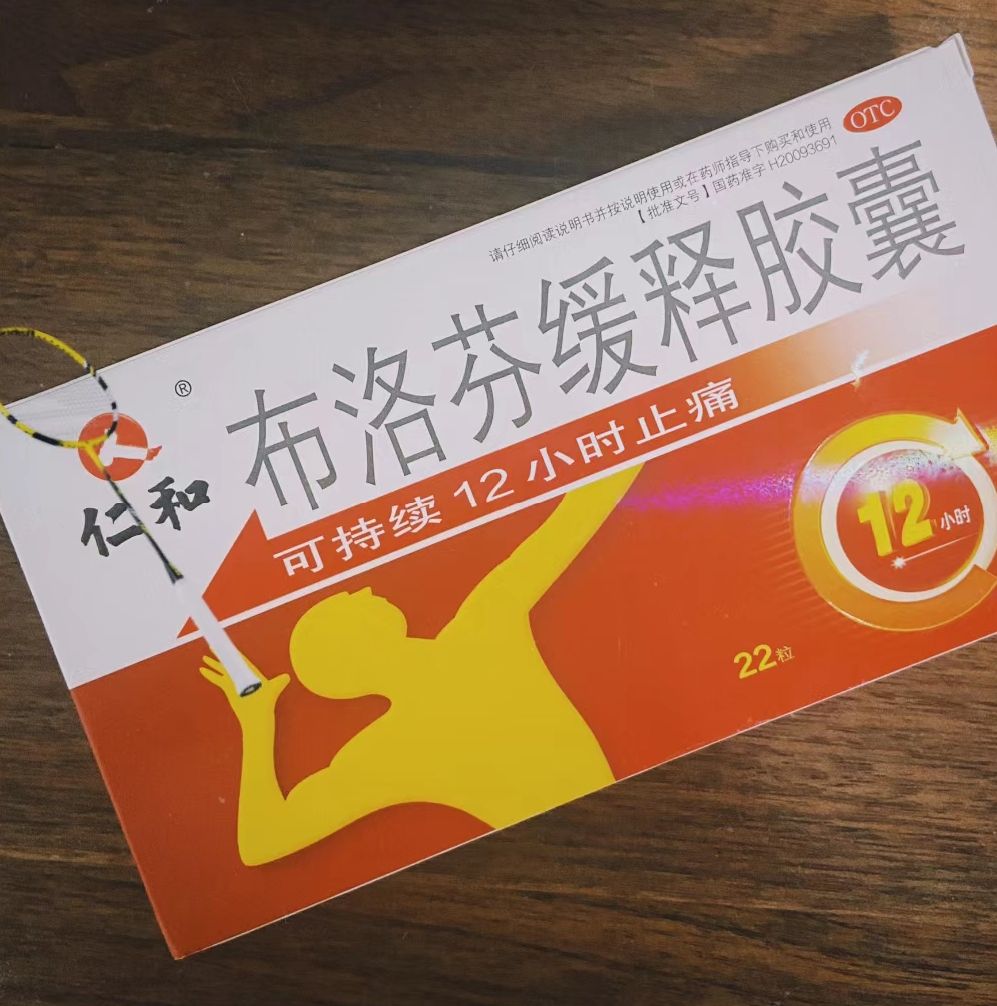 OTC
请仔细阅读说明书并按说明使用或在药师指导下购买和使用
【批准文号】国药准字 H20093691
®
仁和
布洛芬缓释胶囊
可持续 12 小时止痛
12小时
22粒